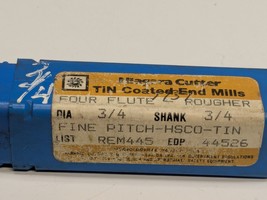 Niagara Cutter
TiN Coated End Mills
FOUR FLUTE ROUGHER
DIA 3/4 SHANK 3/4
FINE PITCH-HSCO-TIN
LIST REM445 EDP 44526